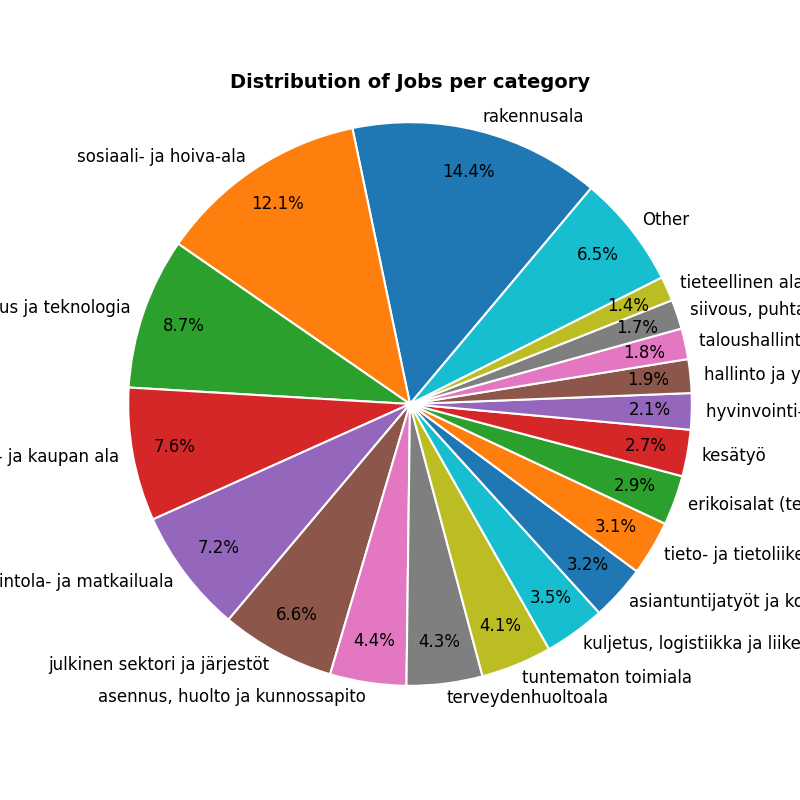 Distribution of Jobs per category
rakennusala
14.4%
sosiaali- ja hoiva-ala
12.1%
us ja teknologia
8.7%
- ja kaupan ala
7.6%
intola- ja matkailuala
7.2%
julkinen sektori ja järjestöt
6.6%
asennus, huolto ja kunnossapito
4.4%
terveydenhuoltoala
4.3%
tuntematon toimiala
4.1%
kuljetus, logistiikka ja liike
3.5%
asiantuntijatyöt ja ko
3.2%
tieto- ja tietoliike
3.1%
erikoisalat (te
2.9%
kesätyö
2.7%
hyvinvointi-
2.1%
hallinto ja y
1.9%
taloushallint
1.8%
siivous, puhta
1.7%
tieteellinen ala
1.4%
Other
6.5%